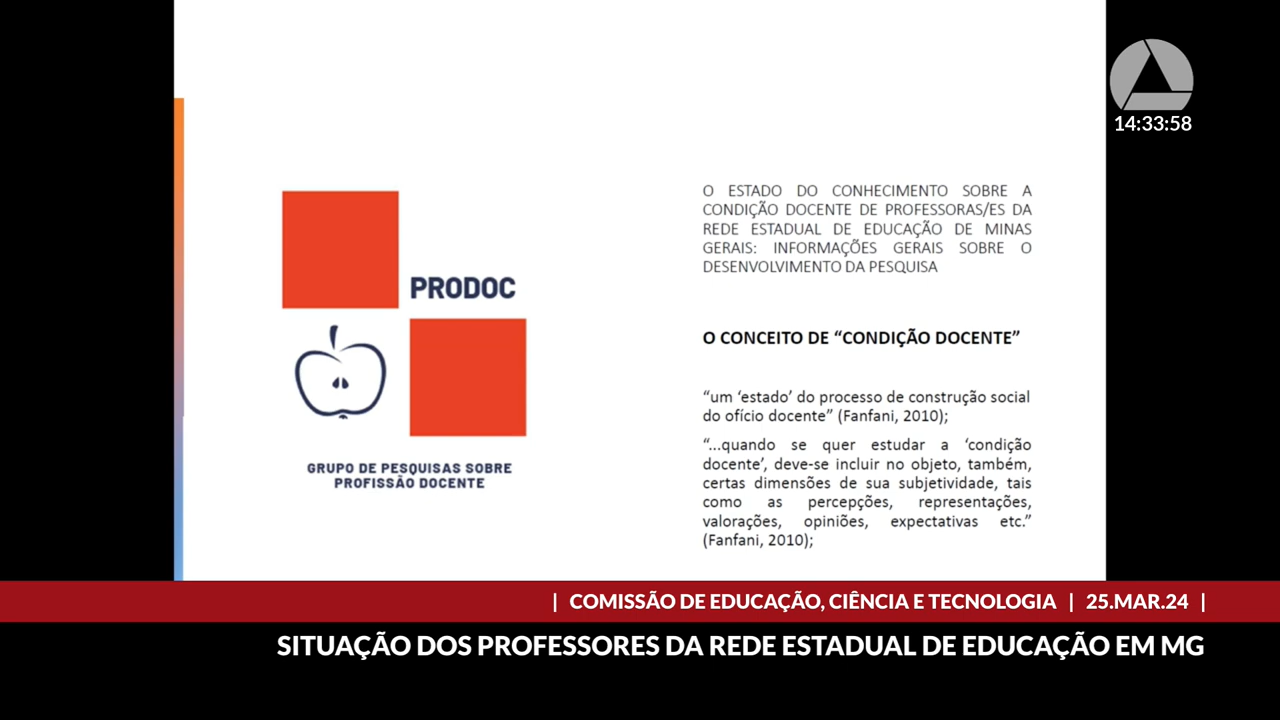 14:33:58
PRODOC
GRUPO DE PESQUISAS SOBRE
PROFISSÃO DOCENTE
O ESTADO DO CONHECIMENTO SOBRE A
CONDIÇÃO DOCENTE DE PROFESSORAS/ES DA
REDE ESTADUAL DE EDUCAÇÃO DE MINAS
GERAIS: INFORMAÇÕES GERAIS SOBRE O
DESENVOLVIMENTO DA PESQUISA
O CONCEITO DE “CONDIÇÃO DOCENTE”
“um ‘estado’ do processo de construção social
do ofício docente” (Fanfani, 2010);
“...quando se quer estudar a ‘condição
docente’, deve-se incluir no objeto, também,
certas dimensões de sua subjetividade, tais
como as percepções, representações,
valorações, opiniões, expectativas etc.”
(Fanfani, 2010);
| COMISSÃO DE EDUCAÇÃO, CIÊNCIA E TECNOLOGIA | 25.MAR.24 |
SITUAÇÃO DOS PROFESSORES DA REDE ESTADUAL DE EDUCAÇÃO EM MG